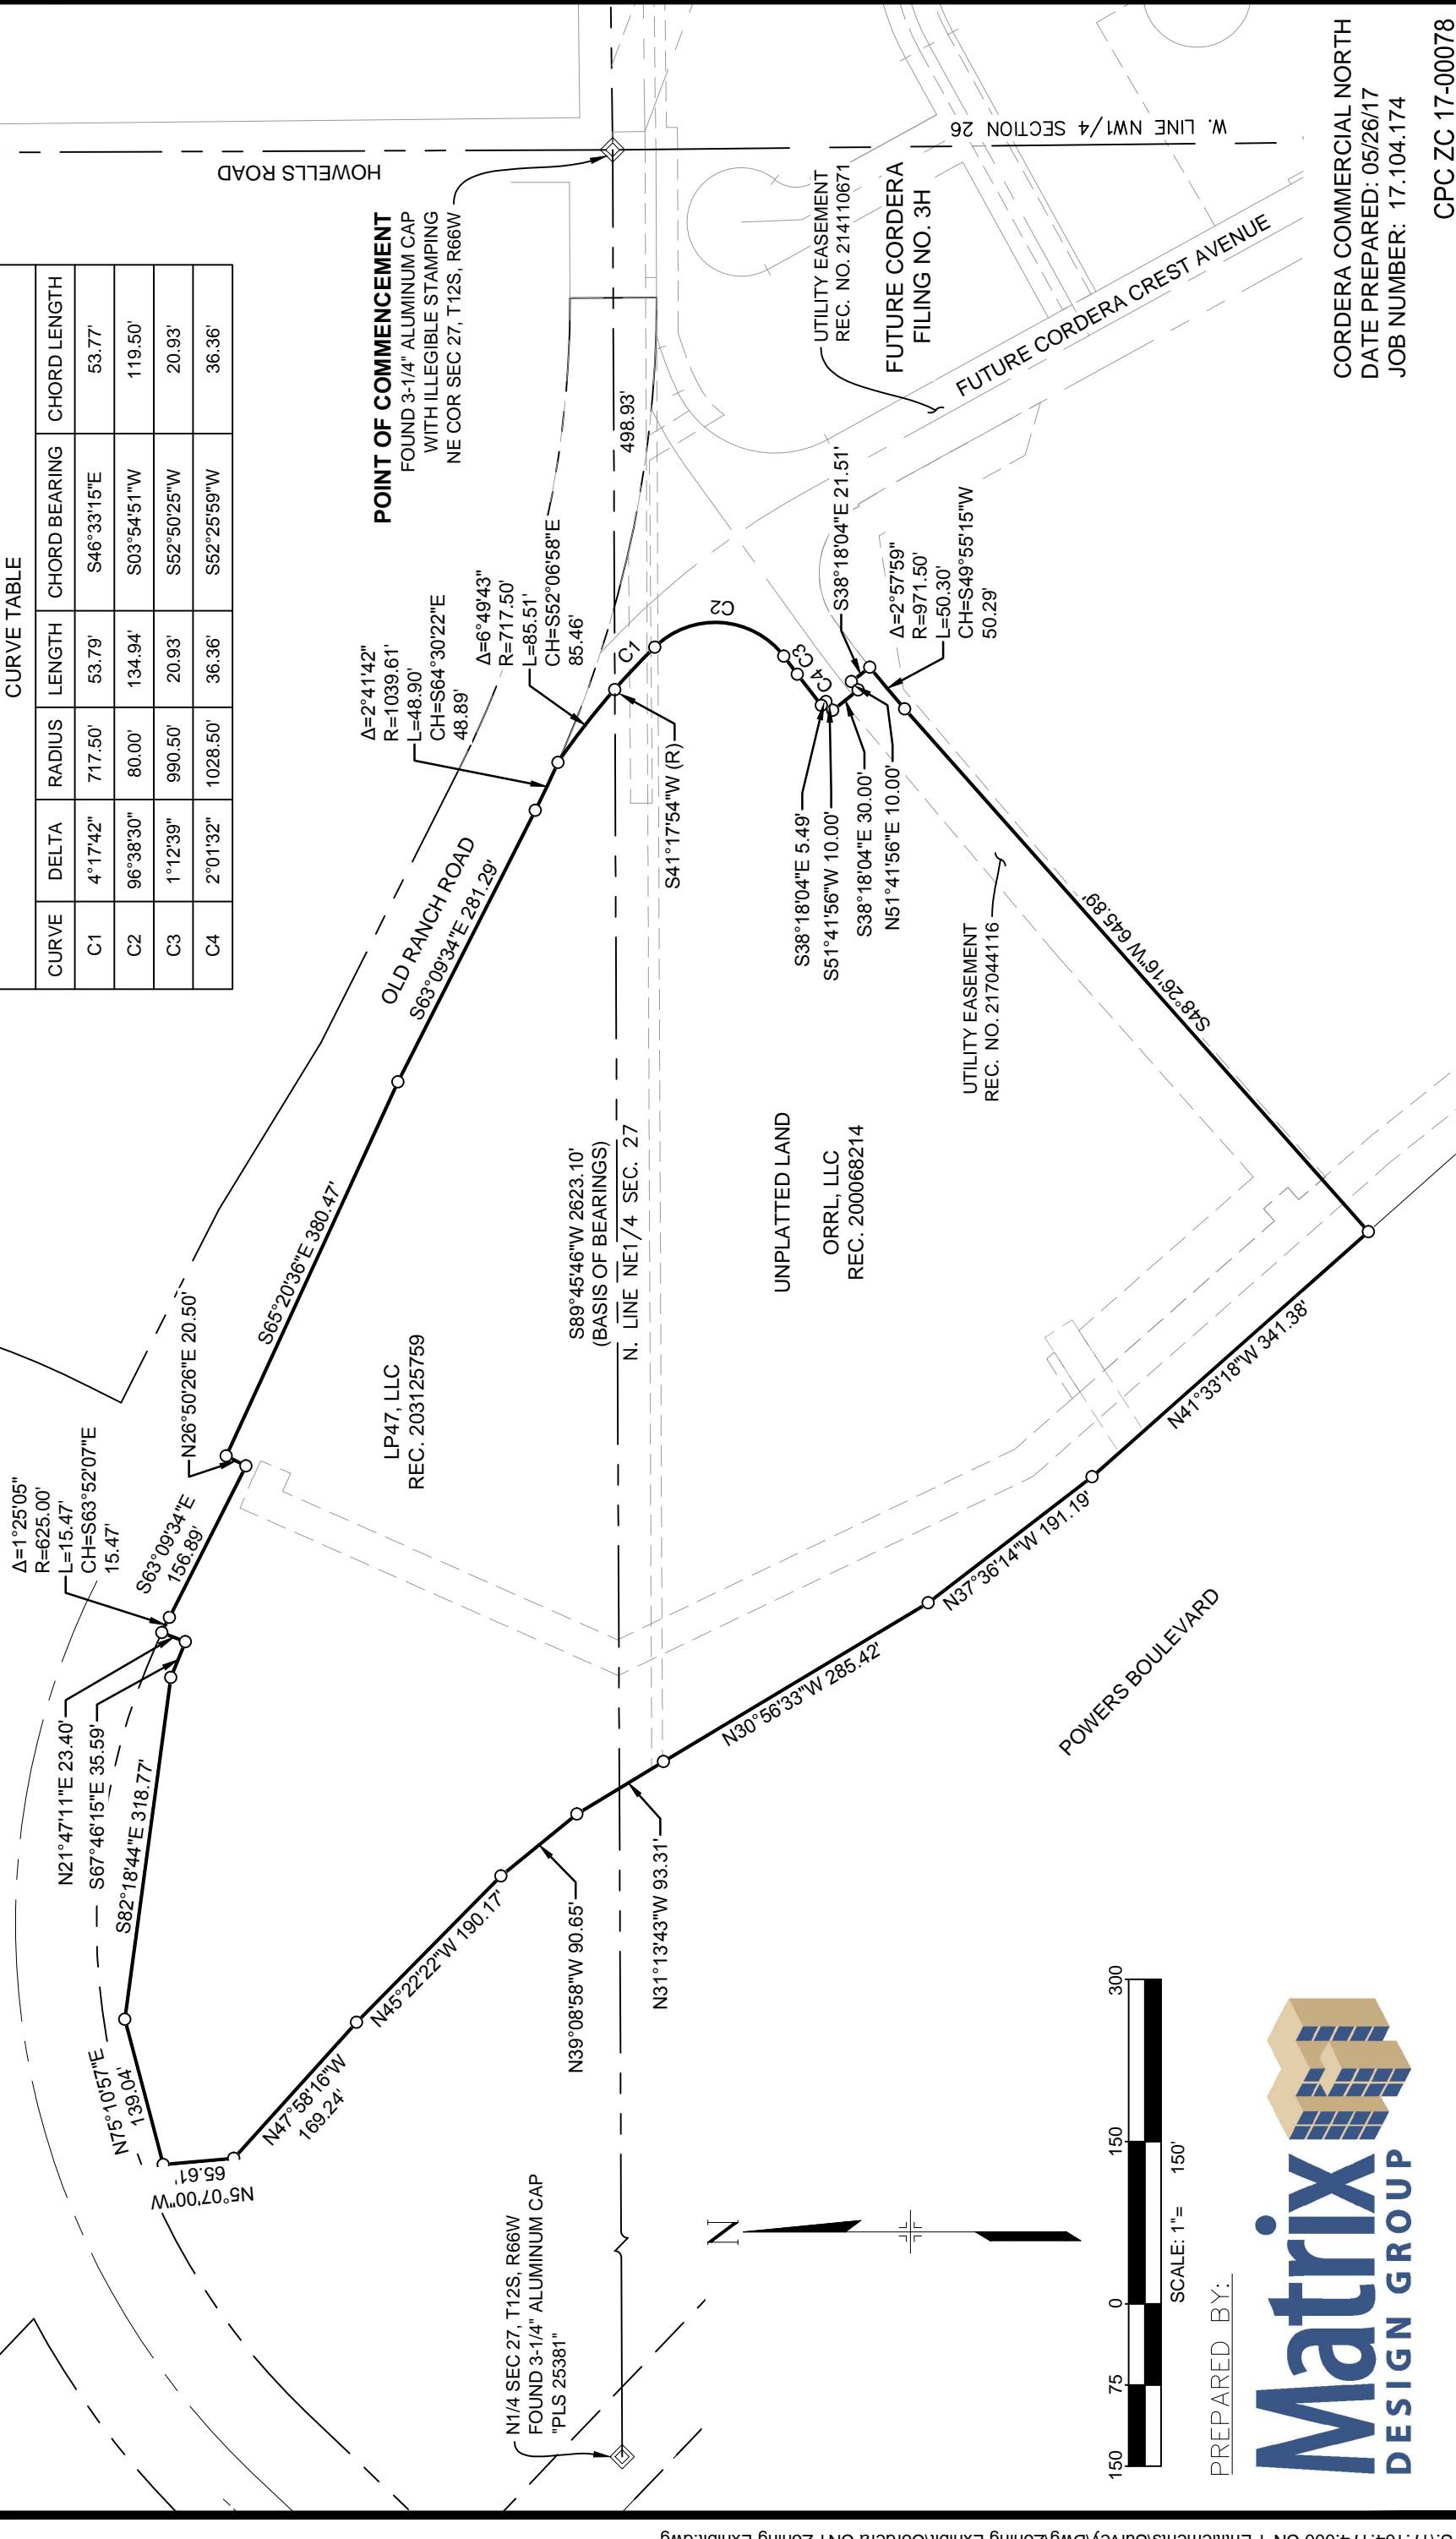 CURVE TABLE
CURVE DELTA RADIUS LENGTH CHORD BEARING CHORD LENGTH
C1 4°17'42" 717.50' 53.79' S46°33'15"E 53.77'
C2 96°38'30" 80.00' 134.94' S03°54'51"W 119.50'
C3 1°12'39" 990.50' 20.93' S52°50'25"W 20.93'
C4 2°01'32" 1028.50' 36.36' S52°25'59"W 36.36'
HOWELLS ROAD
POINT OF COMMENCEMENT
FOUND 3-1/4" ALUMINUM CAP
WITH ILLEGIBLE STAMPING
NE COR SEC 27, T12S, R66W
Δ=1°25'05"
R=625.00'
L=15.47'
CH=S63°52'07"E
15.47'
S63°09'34"E
156.89'
N26°50'26"E 20.50'
N21°47'11"E 23.40'
S67°46'15"E 35.59'
S82°18'44"E 318.77'
N75°10'57"E
139.04'
N5°07'00"W
65.61'
N47°58'16"W
169.24'
N45°22'22"W 190.17'
N39°08'58"W 90.65'
N31°13'43"W 93.31'
N30°56'33"W 285.42'
N37°36'14"W 191.19'
N41°33'18"W 341.38'
S65°20'36"E 380.47'
OLD RANCH ROAD
S63°09'34"E 281.29'
Δ=2°41'42"
R=1039.61'
L=48.90'
CH=S64°30'22"E
48.89'
Δ=6°49'43"
R=717.50'
L=85.51'
CH=S52°06'58"E
85.46'
498.93'
C1
C2
C3
C4
S41°17'54"W (R)
LP47, LLC
REC. 203125759
S89°45'46"W 2623.10'
(BASIS OF BEARINGS)
N. LINE NE1/4 SEC. 27
UNPLATTED LAND
ORRL, LLC
REC. 200068214
S38°18'04"E 5.49'
S51°41'56"W 10.00'
S38°18'04"E 30.00'
N51°41'56"E 10.00'
S38°18'04"E 21.51'
Δ=2°57'59"
R=971.50'
L=50.30'
CH=S49°55'15"W
50.29'
UTILITY EASEMENT
REC. NO. 217044116
S48°26'16"W 645.89'
UTILITY EASEMENT
REC. NO. 214110671
FUTURE CORDERA
FILING NO. 3H
W. LINE NW1/4 SECTION 26
FUTURE CORDERA CREST AVENUE
POWERS BOULEVARD
N1/4 SEC 27, T12S, R66W
FOUND 3-1/4" ALUMINUM CAP
"PLS 25381"
N
150 75 0 150 300
SCALE: 1"= 150'
PREPARED BY:
Matrix
DESIGN GROUP
CORDERA COMMERCIAL NORTH
DATE PREPARED: 05/26/17
JOB NUMBER: 17.104.174
CPC ZC 17-00078